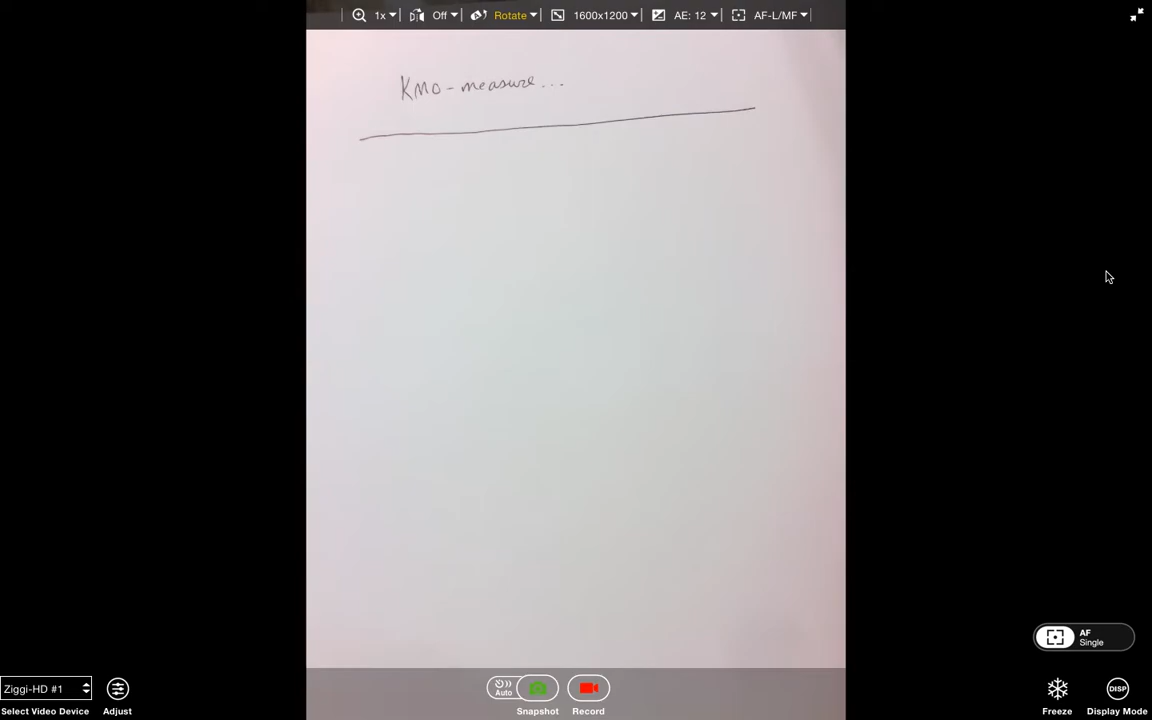 1x Off Rotate 1600x1200 AE: 12 AF-L/MF
KMO-measure...
AF
Single
Ziggi-HD #1
Auto
Select Video Device Adjust Snapshot Record
DISP
Freeze Display Mode